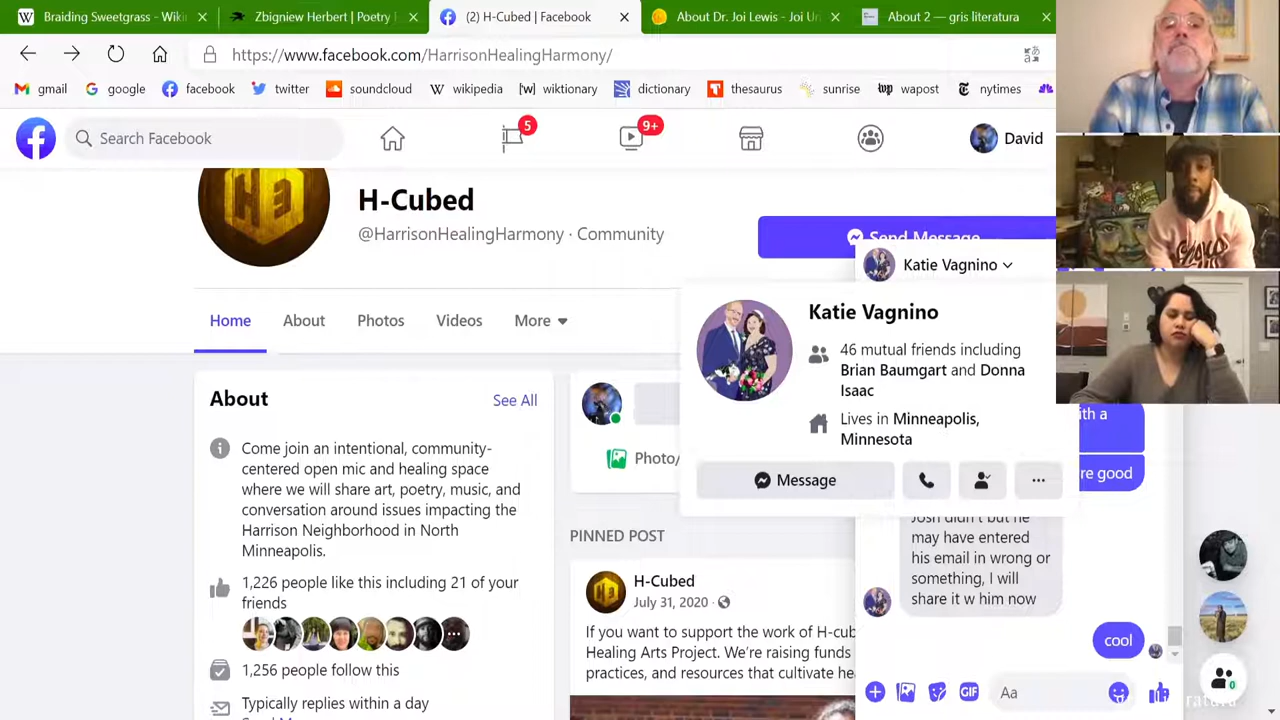 Braiding Sweetgrass - Wiki
Zbigniew Herbert | Poetry F
(2) H-Cubed | Facebook
About Dr. Joi Lewis - Joi Un
About 2 — gris literatura
https://www.facebook.com/HarrisonHealingHarmony/
gmail
google
facebook
twitter
soundcloud
wikipedia
wiktionary
dictionary
thesaurus
sunrise
wapost
nytimes
Search Facebook
5
9+
David
H-Cubed
@HarrisonHealingHarmony · Community
Send Message
Katie Vagnino
Home
About
Photos
Videos
More
Katie Vagnino
46 mutual friends including
Brian Baumgart and Donna
Isaac
Lives in Minneapolis,
Minnesota
Message
About
See All
Come join an intentional, community-
centered open mic and healing space
where we will share art, poetry, music, and
conversation around issues impacting the
Harrison Neighborhood in North
Minneapolis.
1,226 people like this including 21 of your
friends
1,256 people follow this
Typically replies within a day
Photo/
PINNED POST
H-Cubed
July 31, 2020 ·
If you want to support the work of H-cub
Healing Arts Project. We're raising funds
practices, and resources that cultivate he
ith a
re good
Josh didn't but he
may have entered
his email in wrong or
something, I will
share it w him now
cool
GIF
Aa
0